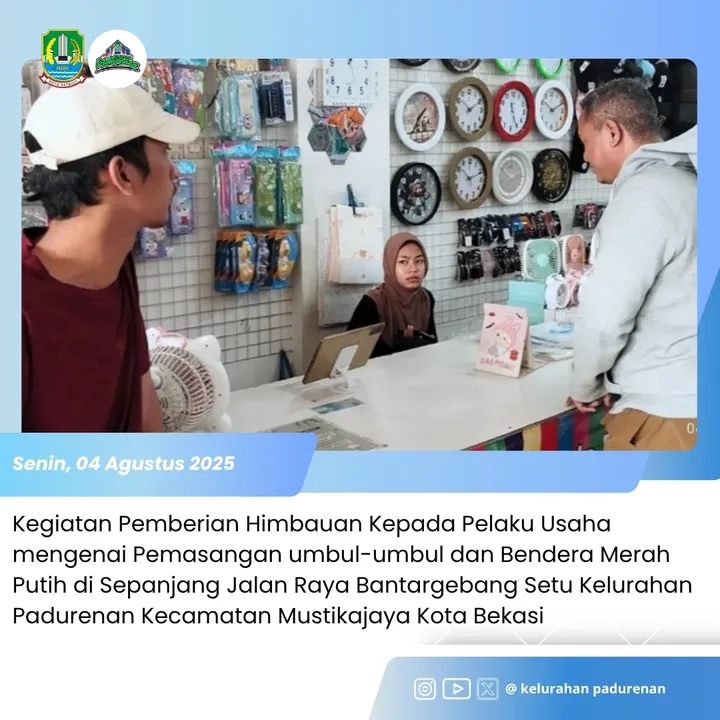 Senin, 04 Agustus 2025
Kegiatan Pemberian Himbauan Kepada Pelaku Usaha
mengenai Pemasangan umbul-umbul dan Bendera Merah
Putih di Sepanjang Jalan Raya Bantargebang Setu Kelurahan
Padurenan Kecamatan Mustikajaya Kota Bekasi
@ kelurahan padurenan